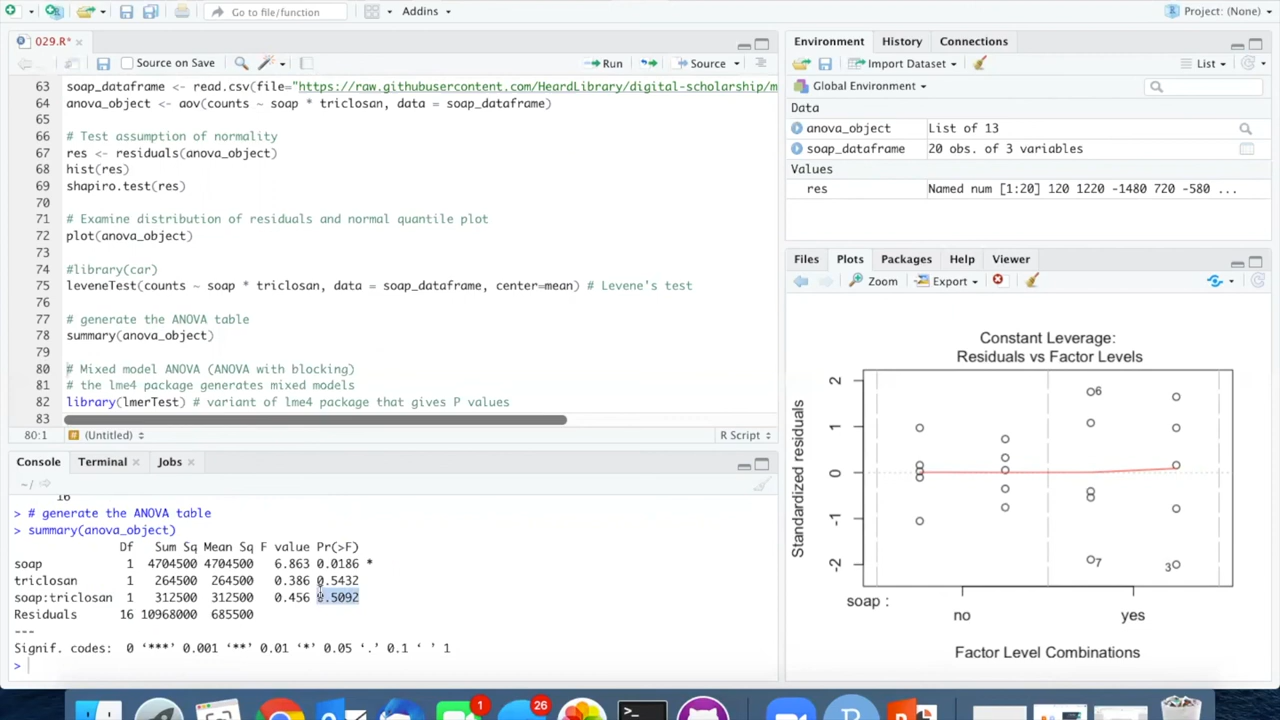 Go to file/function
Addins
Project: (None)
029.R*
Source on Save
Run
Source
63 soap_dataframe <- read.csv(file="https://raw.githubusercontent.com/HeardLibrary/digital-scholarship/m
64 anova_object <- aov(counts ~ soap * triclosan, data = soap_dataframe)
65
66 # Test assumption of normality
67 res <- residuals(anova_object)
68 hist(res)
69 shapiro.test(res)
70
71 # Examine distribution of residuals and normal quantile plot
72 plot(anova_object)
73
74 #library(car)
75 leveneTest(counts ~ soap * triclosan, data = soap_dataframe, center=mean) # Levene's test
76
77 # generate the ANOVA table
78 summary(anova_object)
79
80 # Mixed model ANOVA (ANOVA with blocking)
81 # the lme4 package generates mixed models
82 library(lmerTest) # variant of lme4 package that gives P values
83
80:1 # (Untitled) R Script
Console Terminal Jobs
~/
16
> # generate the ANOVA table
> summary(anova_object)
Df Sum Sq Mean Sq F value Pr(>F)
soap 1 4704500 4704500 6.863 0.0186 *
triclosan 1 264500 264500 0.386 0.5432
soap:triclosan 1 312500 312500 0.456 0.5092
Residuals 16 10968000 685500
---
Signif. codes: 0 ‘***’ 0.001 ‘**’ 0.01 ‘*’ 0.05 ‘.’ 0.1 ‘ ’ 1
>
Environment History Connections
Import Dataset List
Global Environment
Data
anova_object List of 13
soap_dataframe 20 obs. of 3 variables
Values
res Named num [1:20] 120 1220 -1480 720 -580 ...
Files Plots Packages Help Viewer
Zoom Export
Constant Leverage:
Residuals vs Factor Levels
Standardized residuals
2
1
0
-1
-2
6
7
3
soap :
no yes
Factor Level Combinations
1
26
>_
R
P